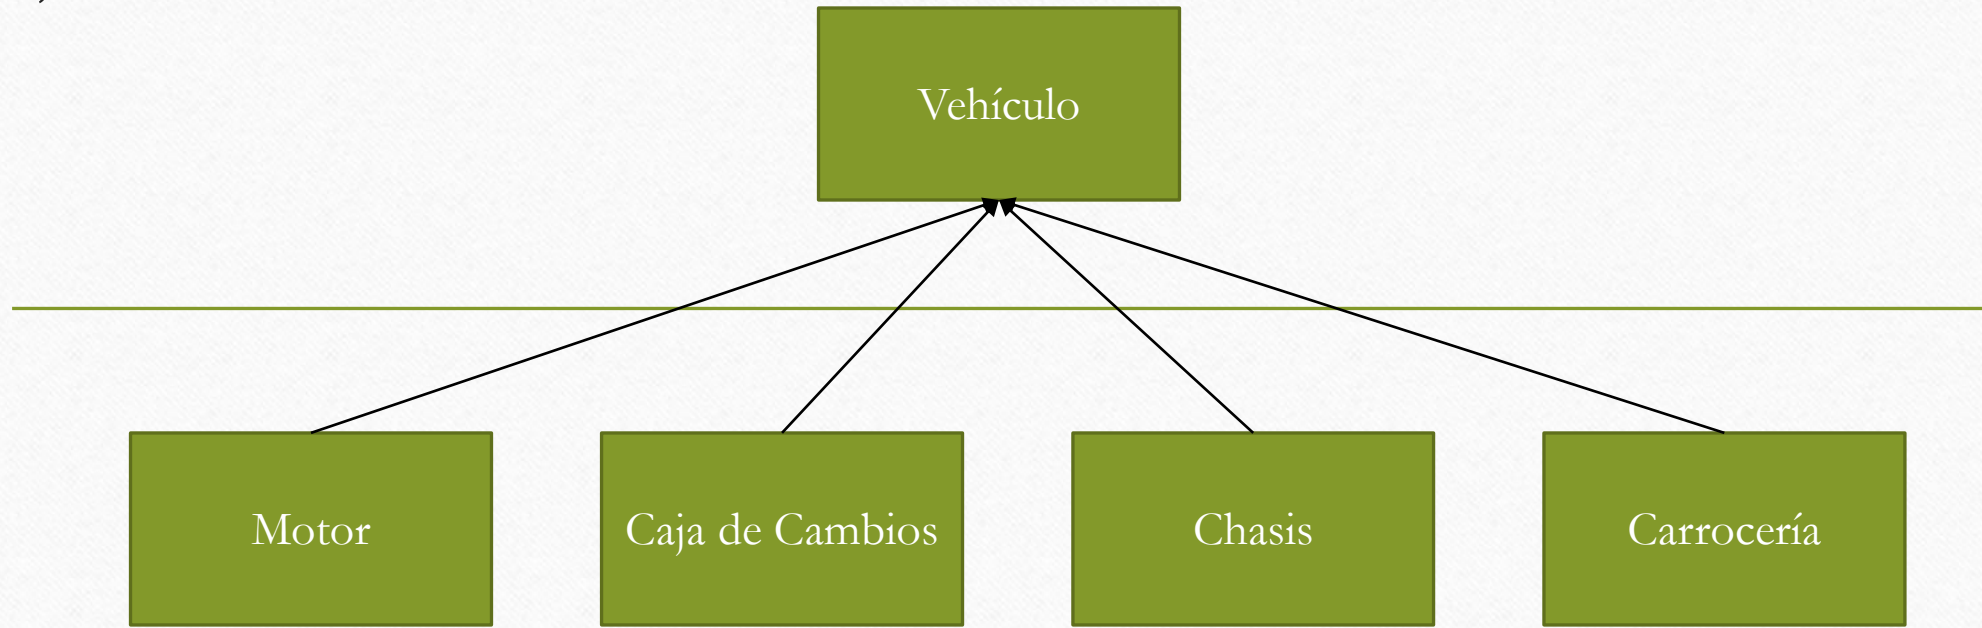 Vehículo
Motor
Caja de Cambios
Chasis
Carrocería